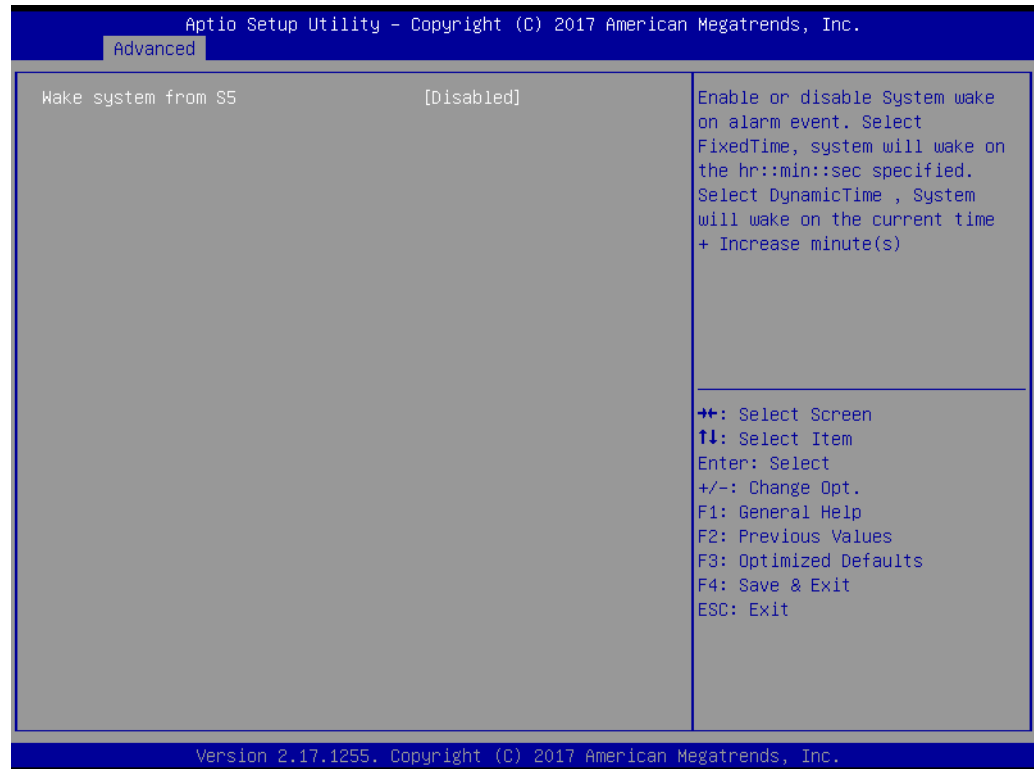 Aptio Setup Utility – Copyright (C) 2017 American Megatrends, Inc.
Advanced
Wake system from S5 [Disabled]
Enable or disable System wake
on alarm event. Select
FixedTime, system will wake on
the hr::min::sec specified.
Select DynamicTime , System
will wake on the current time
+ Increase minute(s)
→←: Select Screen
↑↓: Select Item
Enter: Select
+/-: Change Opt.
F1: General Help
F2: Previous Values
F3: Optimized Defaults
F4: Save & Exit
ESC: Exit
Version 2.17.1255. Copyright (C) 2017 American Megatrends, Inc.